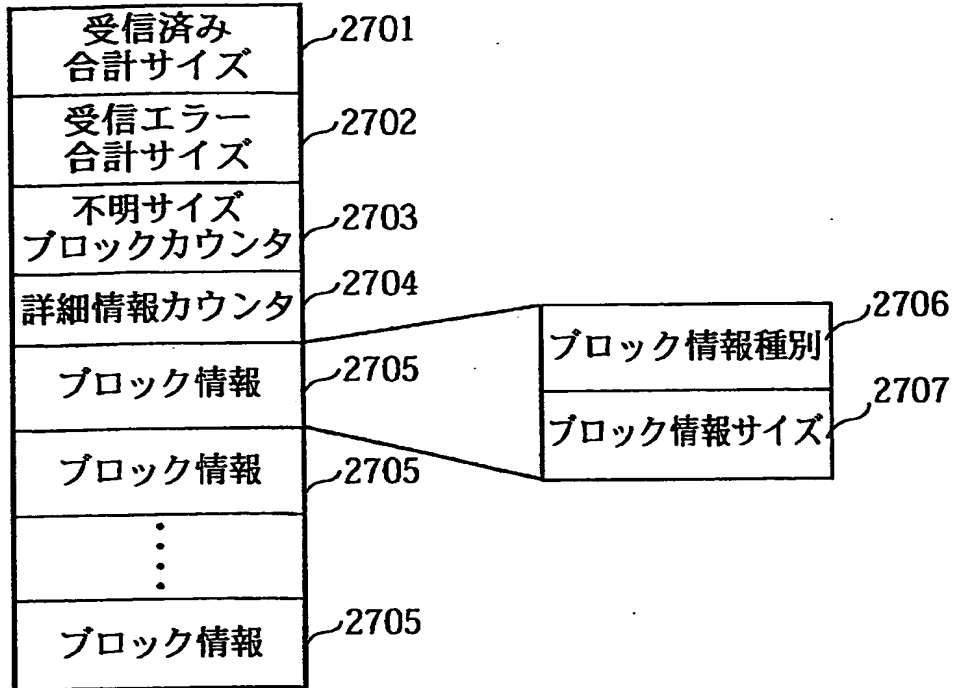 受信済み
合計サイズ
2701
受信エラー
合計サイズ
2702
不明サイズ
ブロックカウンタ
2703
詳細情報カウンタ
2704
ブロック情報
2705
ブロック情報種別
2706
ブロック情報サイズ
2707
ブロック情報
2705
ブロック情報
2705